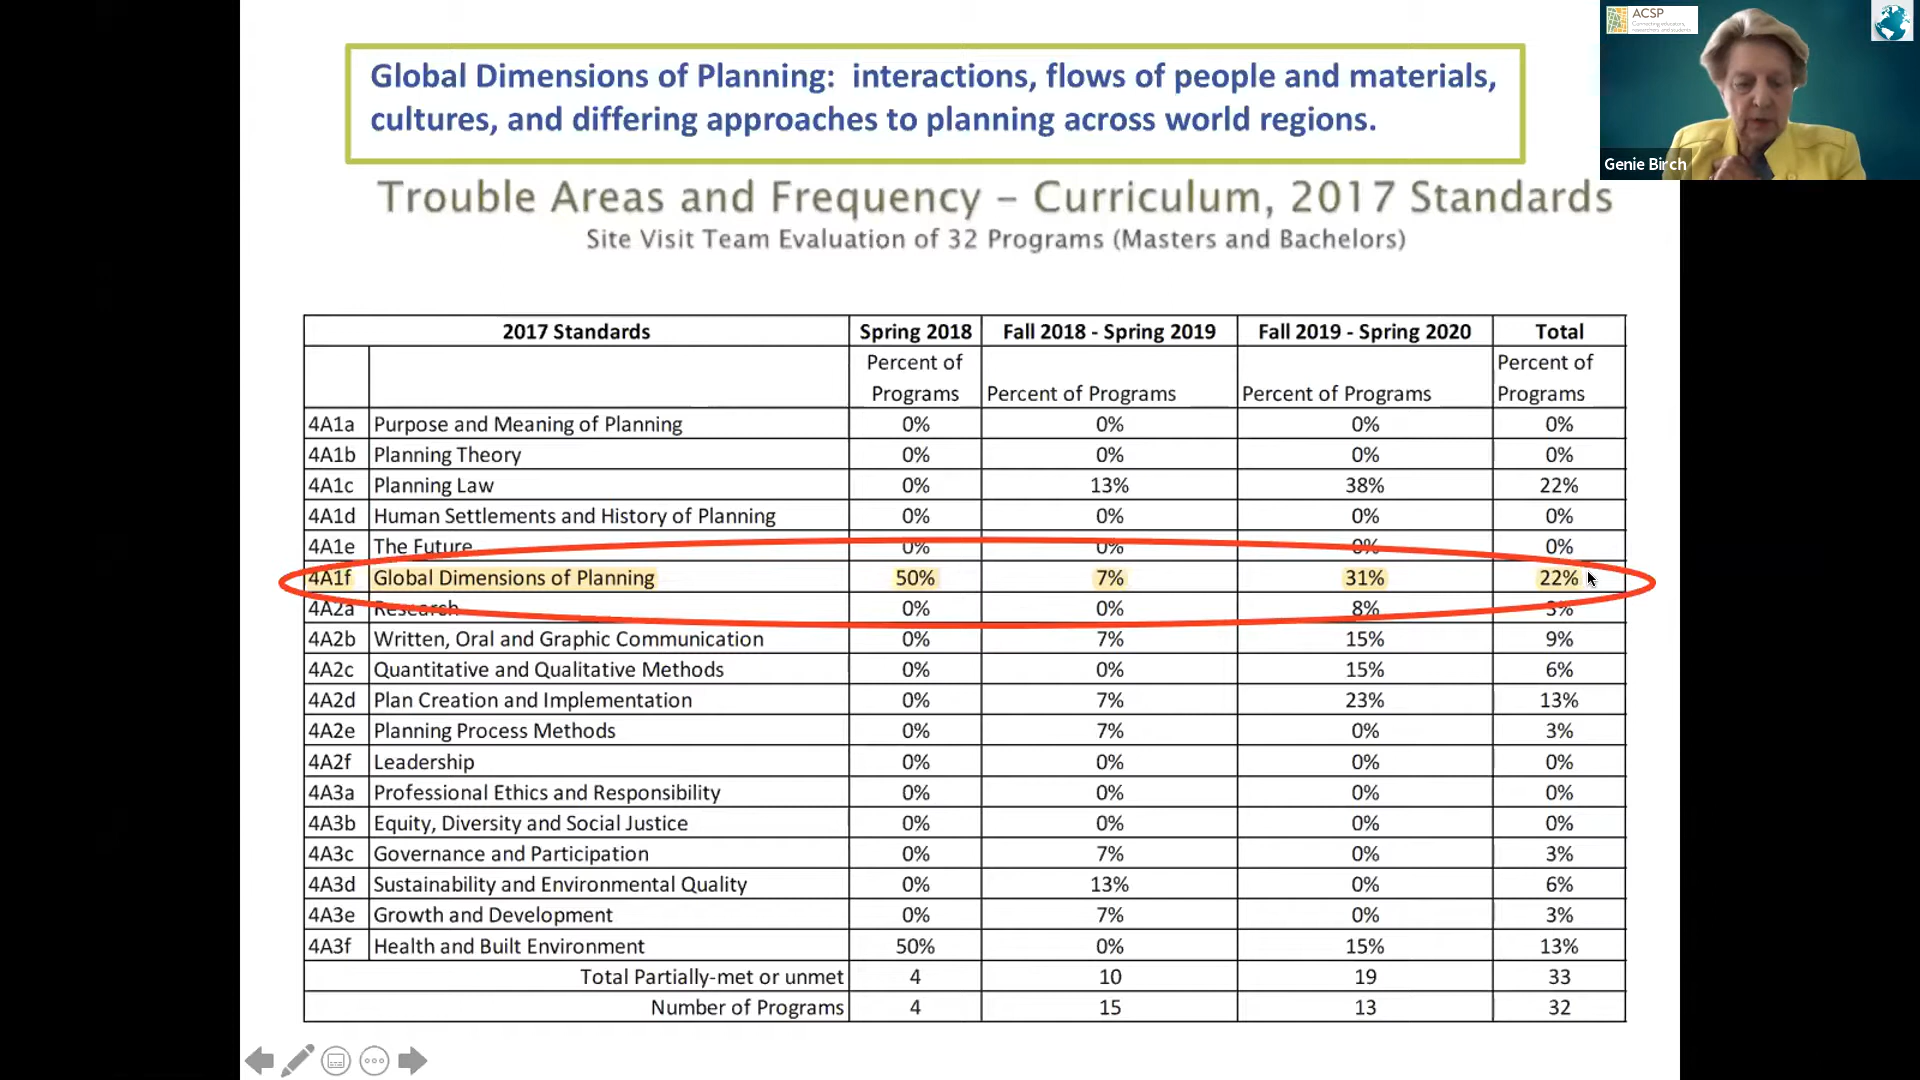 ACSP
Genie Birch
Global Dimensions of Planning: interactions, flows of people and materials,
cultures, and differing approaches to planning across world regions.
Trouble Areas and Frequency – Curriculum, 2017 Standards
Site Visit Team Evaluation of 32 Programs (Masters and Bachelors)
2017 Standards Spring 2018 Fall 2018 - Spring 2019 Fall 2019 - Spring 2020 Total
Percent of Programs Percent of Programs Percent of Programs Percent of Programs
4A1a Purpose and Meaning of Planning 0% 0% 0% 0%
4A1b Planning Theory 0% 0% 0% 0%
4A1c Planning Law 0% 13% 38% 22%
4A1d Human Settlements and History of Planning 0% 0% 0% 0%
4A1e The Future 0% 0% 0% 0%
4A1f Global Dimensions of Planning 50% 7% 31% 22%
4A2a Research 0% 0% 8% 3%
4A2b Written, Oral and Graphic Communication 0% 7% 15% 9%
4A2c Quantitative and Qualitative Methods 0% 0% 15% 6%
4A2d Plan Creation and Implementation 0% 7% 23% 13%
4A2e Planning Process Methods 0% 7% 0% 3%
4A2f Leadership 0% 0% 0% 0%
4A3a Professional Ethics and Responsibility 0% 0% 0% 0%
4A3b Equity, Diversity and Social Justice 0% 0% 0% 0%
4A3c Governance and Participation 0% 7% 0% 3%
4A3d Sustainability and Environmental Quality 0% 13% 0% 6%
4A3e Growth and Development 0% 7% 0% 3%
4A3f Health and Built Environment 50% 0% 15% 13%
Total Partially-met or unmet 4 10 19 33
Number of Programs 4 15 13 32